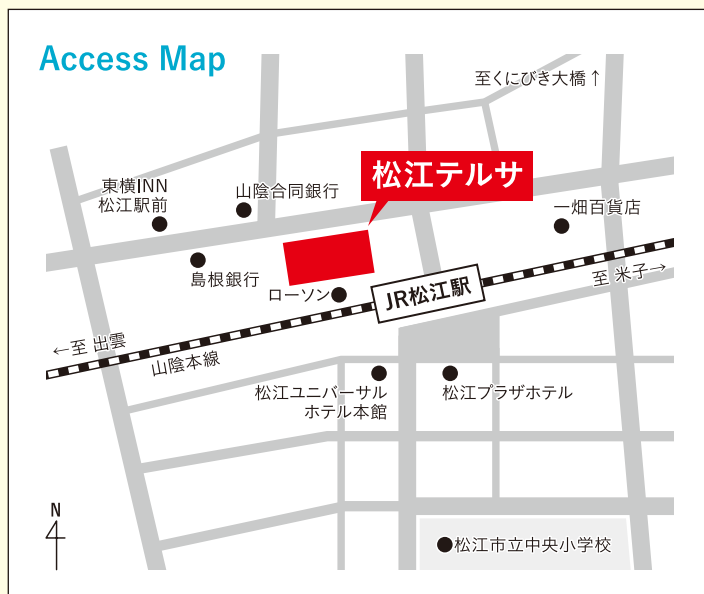 Access Map
至くにびき大橋↑
松江テルサ
東横INN
松江駅前
山陰合同銀行
一畑百貨店
島根銀行
ローソン
JR松江駅
至 米子→
←至 出雲
山陰本線
松江ユニバーサル
ホテル本館
松江プラザホテル
N
松江市立中央小学校